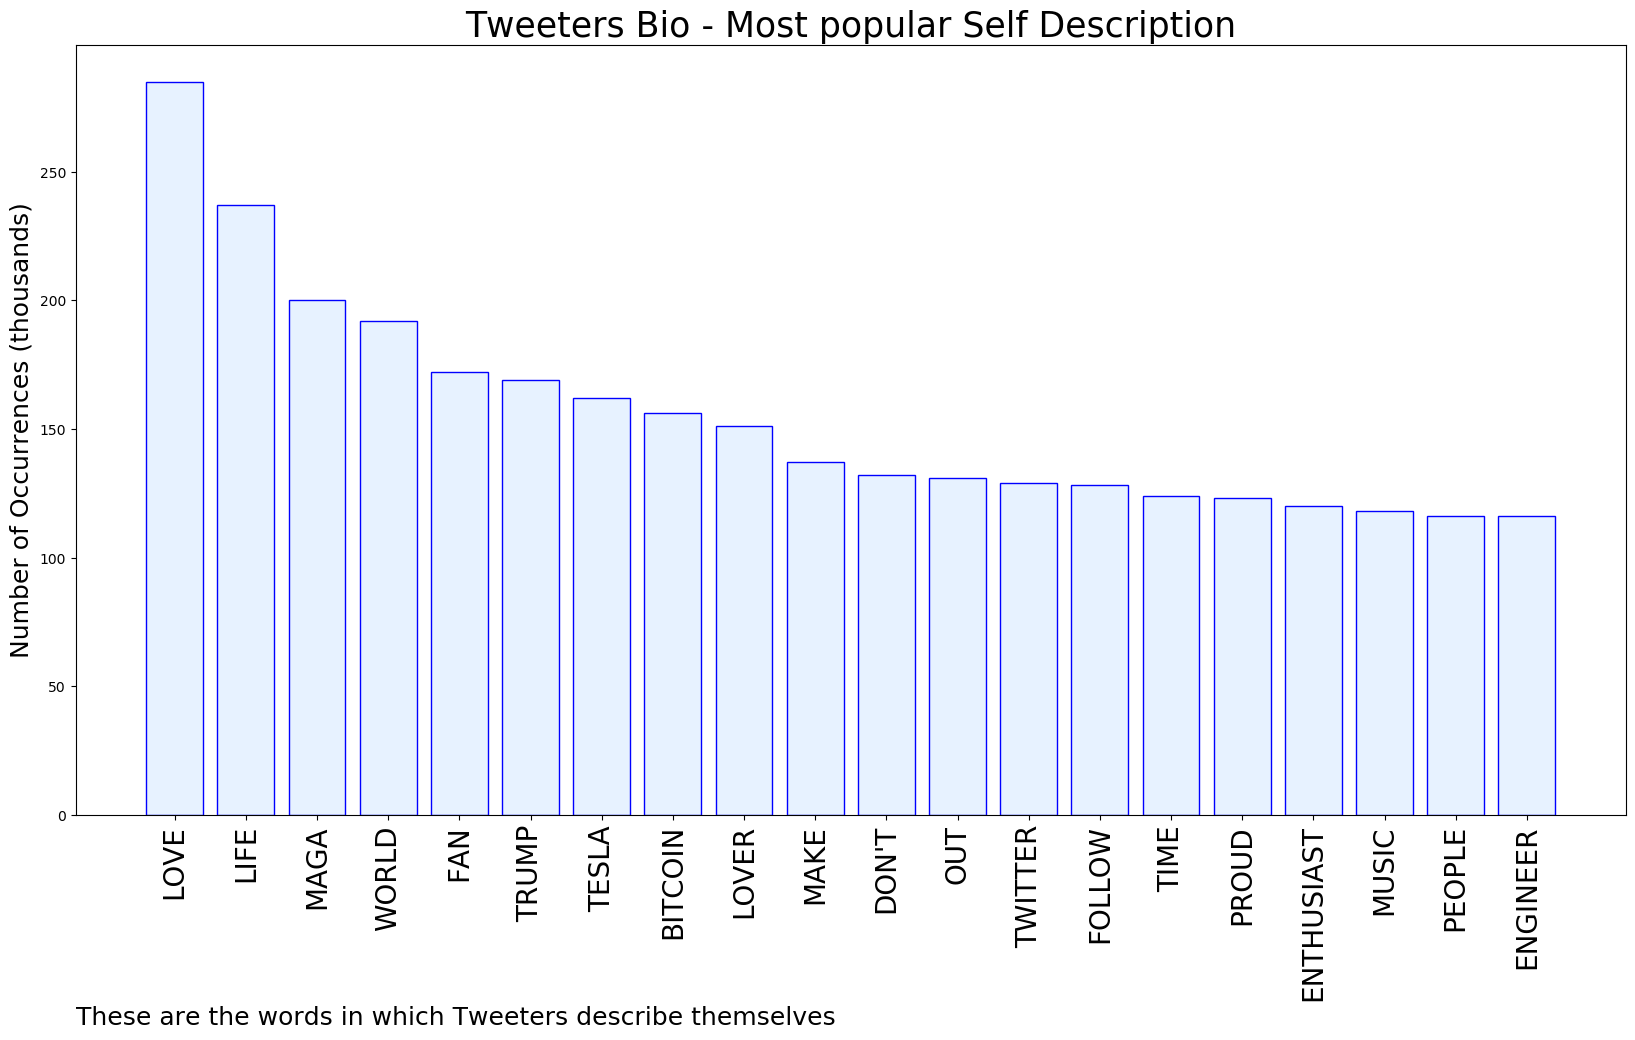 Tweeters Bio - Most popular Self Description
Number of Occurrences (thousands)
250
200
150
100
50
0
LOVE
LIFE
MAGA
WORLD
FAN
TRUMP
TESLA
BITCOIN
LOVER
MAKE
DON'T
OUT
TWITTER
FOLLOW
TIME
PROUD
ENTHUSIAST
MUSIC
PEOPLE
ENGINEER
These are the words in which Tweeters describe themselves